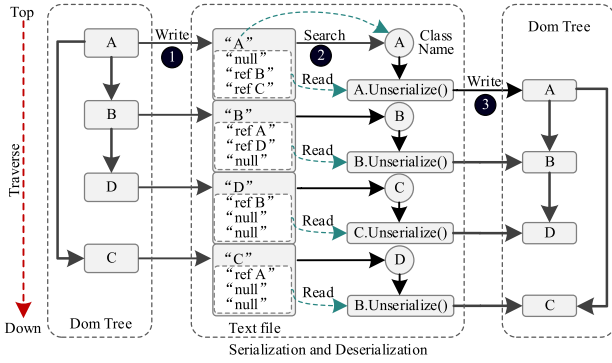 Top
Traverse
Down
A
B
D
C
Dom Tree
Write
1
“A”
“null”
“ref B”
“ref C”
“B”
“ref A”
“ref D”
“null”
“D”
“ref B”
“null”
“null”
“C”
“ref A”
“null”
“null”
Text file
Search
2
Read
Read
Read
Read
A
Class
Name
A.Unserialize()
B
B.Unserialize()
C
C.Unserialize()
D
B.Unserialize()
Write
3
Dom Tree
A
B
D
C
Serialization and Deserialization